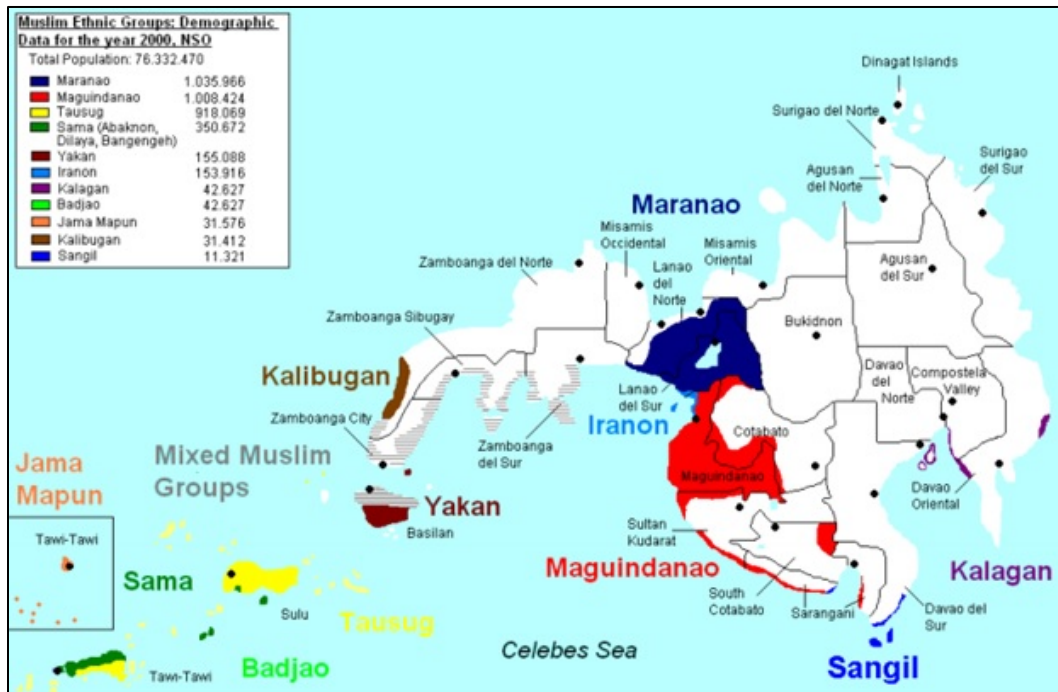 Muslim Ethnic Groups: Demographic
Data for the year 2000, NSO
Total Population: 76.332.470
Maranao 1.035.966
Maguindanao 1.008.424
Tausug 918.069
Sama (Abaknon, 350.672
Dilaya, Bangengeh)
Yakan 155.088
Iranon 153.916
Kalagan 42.627
Badjao 42.627
Jama Mapun 31.576
Kalibugan 31.412
Sangil 11.321
Dinagat Islands
Surigao del Norte
Surigao
del Sur
Agusan
del Norte
Maranao
Misamis
Occidental
Misamis
Oriental
Zamboanga del Norte
Lanao
del
Norte
Agusan
del Sur
Zamboanga Sibugay
Bukidnon
Kalibugan
Davao
del
Norte
Compostela
Valley
Lanao
del Sur
Zamboanga City
Iranon
Cotabato
Zamboanga
del Sur
Mixed Muslim
Groups
Jama
Mapun
Maguindanao
Davao
Oriental
Yakan
Basilan
Sultan
Kudarat
Tawi-Tawi
Maguindanao
Kalagan
Sama
South
Cotabato
Sarangani
Davao del
Sur
Sulu
Tausug
Celebes Sea
Badjao
Sangil
Tawi-Tawi